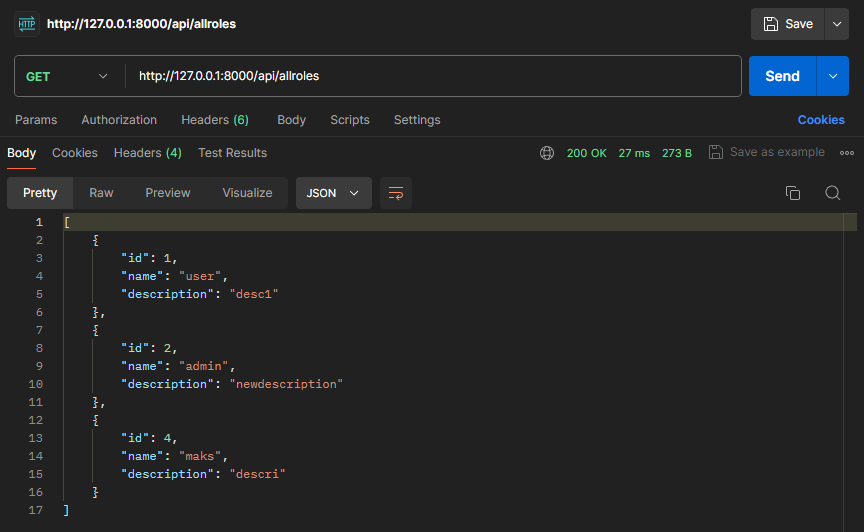 HTTP http://127.0.0.1:8000/api/allroles Save
GET http://127.0.0.1:8000/api/allroles Send
Params Authorization Headers (6) Body Scripts Settings Cookies
Body Cookies Headers (4) Test Results 200 OK 27 ms 273 B Save as example
Pretty Raw Preview Visualize JSON
1 [
2 {
3 "id": 1,
4 "name": "user",
5 "description": "desc1"
6 },
7 {
8 "id": 2,
9 "name": "admin",
10 "description": "newdescription"
11 },
12 {
13 "id": 4,
14 "name": "maks",
15 "description": "descri"
16 }
17 ]